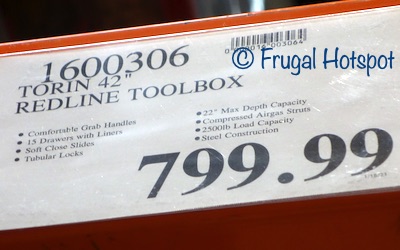 1600306
© Frugal Hotspot
TORIN 42"
REDLINE TOOLBOX
• Comfortable Grab Handles
• 15 Drawers with Liners
• Soft Close Slides
• Tubular Locks
• 22" Max Depth Capacity
• Compressed Airgas Struts
• 2500lb Load Capacity
• Steel Construction
799.99